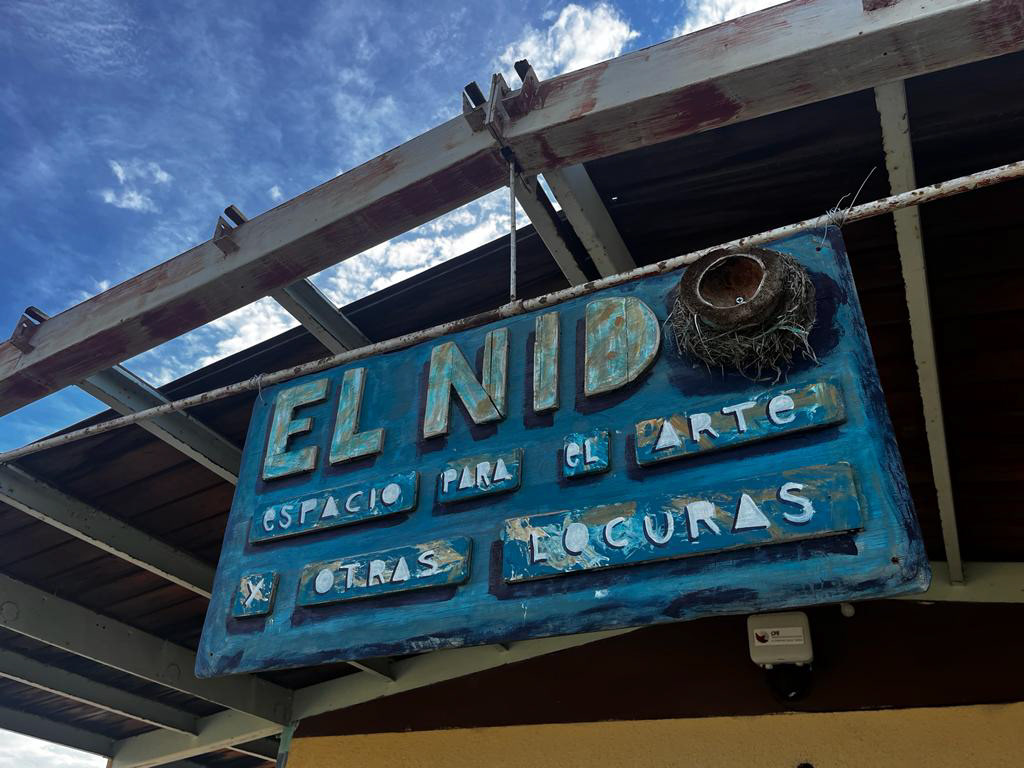 EL NID
eSPACIO PARA eL ARTe
X OTRAS LOCURAS